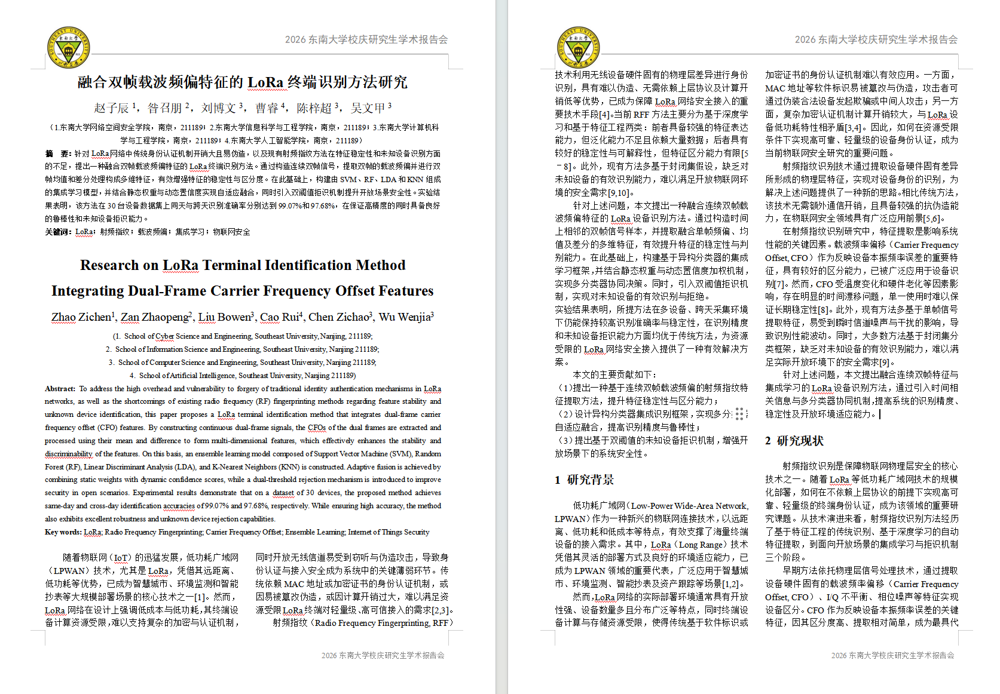 2026 东南大学校庆研究生学术报告会
融合双帧载波频偏特征的 LoRa 终端识别方法研究
赵子辰 1，昝召朋 2，刘博文 3，曹睿 4，陈梓超 3，吴文甲 3
（1.东南大学网络空间安全学院，南京，211189；2.东南大学信息科学与工程学院，南京，211189；3.东南大学计算机科
学与工程学院，南京，211189；4.东南大学人工智能学院，南京，211189）
摘　要：针对 LoRa 网络中传统身份认证机制开销大且易伪造，以及现有射频指纹方法在特征稳定性和未知设备识别方面
的不足，提出一种融合双帧载波频偏特征的 LoRa 终端识别方法。通过构造连续双帧信号，提取双帧的载波频偏并进行双
帧均值和差分处理构成多维特征，有效增强特征的稳定性与区分度。在此基础上，构建由 SVM、RF、LDA 和 KNN 组成
的集成学习模型，并结合静态权重与动态置信度实现自适应融合，同时引入双阈值拒识机制提升开放场景安全性。实验结
果表明，该方法在 30 台设备数据集上同天与跨天识别准确率分别达到 99.07%和 97.68%，在保证高精度的同时具备良好
的鲁棒性和未知设备拒识能力。
关键词：LoRa；射频指纹；载波频偏；集成学习；物联网安全
Research on LoRa Terminal Identification Method
Integrating Dual-Frame Carrier Frequency Offset Features
Zhao Zichen1, Zan Zhaopeng2, Liu Bowen3, Cao Rui4, Chen Zichao3, Wu Wenjia3
(1. School of Cyber Science and Engineering, Southeast University, Nanjing, 211189;
2. School of Information Science and Engineering, Southeast University, Nanjing 211189;
3. School of Computer Science and Engineering, Southeast University, Nanjing 211189;
4. School of Artificial Intelligence, Southeast University, Nanjing 211189)
Abstract: To address the high overhead and vulnerability to forgery of traditional identity authentication mechanisms in LoRa
networks, as well as the shortcomings of existing radio frequency (RF) fingerprinting methods regarding feature stability and
unknown device identification, this paper proposes a LoRa terminal identification method that integrates dual-frame carrier
frequency offset (CFO) features. By constructing continuous dual-frame signals, the CFOs of the dual frames are extracted and
processed using their mean and difference to form multi-dimensional features, which effectively enhances the stability and
discriminability of the features. On this basis, an ensemble learning model composed of Support Vector Machine (SVM), Random
Forest (RF), Linear Discriminant Analysis (LDA), and K-Nearest Neighbors (KNN) is constructed. Adaptive fusion is achieved by
combining static weights with dynamic confidence scores, while a dual-threshold rejection mechanism is introduced to improve
security in open scenarios. Experimental results demonstrate that on a dataset of 30 devices, the proposed method achieves
same-day and cross-day identification accuracies of 99.07% and 97.68%, respectively. While ensuring high accuracy, the method
also exhibits excellent robustness and unknown device rejection capabilities.
Key words: LoRa; Radio Frequency Fingerprinting; Carrier Frequency Offset; Ensemble Learning; Internet of Things Security
随着物联网（IoT）的迅猛发展，低功耗广域网
（LPWAN）技术，尤其是 LoRa，凭借其远距离、
低功耗等优势，已成为智慧城市、环境监测和智能
抄表等大规模部署场景的核心技术之一[1]。然而，
LoRa 网络在设计上强调低成本与低功耗，其终端设
备计算资源受限，难以支持复杂的加密与认证机制，
同时开放无线信道易受到窃听与伪造攻击，导致身
份认证与接入安全成为系统中的关键薄弱环节。传
统依赖 MAC 地址或加密证书的身份认证机制，或
因易被篡改伪造，或因计算开销过大，难以满足资
源受限 LoRa 终端对轻量级、高可信接入的需求[2,3]。
射频指纹（Radio Frequency Fingerprinting, RFF）
2026 东南大学校庆研究生学术报告会
2026 东南大学校庆研究生学术报告会
技术利用无线设备硬件固有的物理层差异进行身份
识别，具有难以伪造、无需依赖上层协议及计算开
销低等优势，已成为保障 LoRa 网络安全接入的重
要技术手段[4]。当前 RFF 方法主要分为基于深度学
习和基于特征工程两类：前者具备较强的特征表达
能力，但泛化能力不足且依赖大量数据；后者具有
较好的稳定性与可解释性，但特征区分能力有限[5
－8]。此外，现有方法多基于封闭集假设，缺乏对
未知设备的有效识别能力，难以满足开放物联网环
境的安全需求[9,10]。
针对上述问题，本文提出一种融合连续双帧载
波频偏特征的 LoRa 设备识别方法。通过构造时间
上相邻的双帧信号样本，并提取融合单帧频偏、均
值及差分的多维特征，有效提升特征的稳定性与判
别能力。在此基础上，构建基于异构分类器的集成
学习框架，并结合静态权重与动态置信度加权机制，
实现多分类器协同决策。同时，引入双阈值拒识机
制，实现对未知设备的有效识别与拒绝。
实验结果表明，所提方法在多设备、跨天采集环境
下仍能保持较高识别准确率与稳定性，在识别精度
和未知设备拒识能力方面均优于传统方法，为资源
受限的 LoRa 网络安全接入提供了一种有效解决方
案。
本文的主要贡献如下：
（1）提出一种基于连续双帧载波频偏的射频指纹特
征提取方法，提升特征稳定性与区分能力；
（2）设计异构分类器集成识别框架，实现多分
自适应融合，提高识别精度与鲁棒性；
（3）提出基于双阈值的未知设备拒识机制，增强开
放场景下的系统安全性。
1 研究背景
低功耗广域网（Low-Power Wide-Area Network,
LPWAN）作为一种新兴的物联网连接技术，以远距
离、低功耗和低成本等特点，有效支撑了海量终端
设备的接入需求。其中，LoRa（Long Range）技术
凭借其灵活的部署方式及良好的环境适应能力，已
成为 LPWAN 领域的重要代表，广泛应用于智慧城
市、环境监测、智能抄表及资产跟踪等场景[1,2]。
然而，LoRa 网络的实际部署环境通常具有开放
性强、设备数量多且分布广泛等特点，同时终端设
备计算与存储资源受限，使得传统基于软件标识或
加密证书的身份认证机制难以有效应用。一方面，
MAC 地址等软件标识易被篡改与伪造，攻击者可
通过伪装合法设备发起欺骗或中间人攻击；另一方
面，复杂加密认证机制计算开销较大，与 LoRa 设
备低功耗特性相矛盾[3,4]。因此，如何在资源受限
条件下实现高可靠、轻量级的设备身份认证，成为
当前物联网安全研究的重要问题。
射频指纹识别技术通过提取设备硬件固有差异
所形成的物理层特征，实现对设备身份的识别，为
解决上述问题提供了一种新的思路。相比传统方法，
该技术无需额外通信开销，且具备较强的抗伪造能
力，在物联网安全领域具有广泛应用前景[5,6]。
在射频指纹识别研究中，特征提取是影响系统
性能的关键因素。载波频率偏移（Carrier Frequency
Offset, CFO）作为反映设备本振频率误差的重要特
征，具有较好的区分能力，已被广泛应用于设备识
别[7]。然而，CFO 受温度变化和硬件老化等因素影
响，存在明显的时间漂移问题，单一使用时难以保
证长期稳定性[8]。此外，现有方法多基于单帧信号
提取特征，易受到瞬时信道噪声与干扰的影响，导
致识别性能波动。同时，大多数方法基于封闭集分
类框架，缺乏对未知设备的有效识别能力，难以满
足实际开放环境下的安全需求[9]。
针对上述问题，本文提出融合连续双帧特征与
集成学习的 LoRa 设备识别方法，通过引入时间相
关信息与多分类器协同机制，提高系统的识别精度、
稳定性及开放环境适应能力。
2 研究现状
射频指纹识别是保障物联网物理层安全的核心
技术之一。随着 LoRa 等低功耗广域网技术的规模
化部署，如何在不依赖上层协议的前提下实现高可
靠、轻量级的终端身份认证，成为该领域的重要研
究课题。从技术演进来看，射频指纹识别方法经历
了基于特征工程的传统识别、基于深度学习的自动
特征提取，到面向开放场景的集成学习与拒识机制
三个阶段。
早期方法依托物理层信号处理技术，通过提取
设备硬件固有的载波频率偏移（Carrier Frequency
Offset, CFO）、I/Q 不平衡、相位噪声等特征实现
设备区分。CFO 作为反映设备本振频率误差的关键
特征，因其区分度高、提取相对简单，成为最具代
2026 东南大学校庆研究生学术报告会